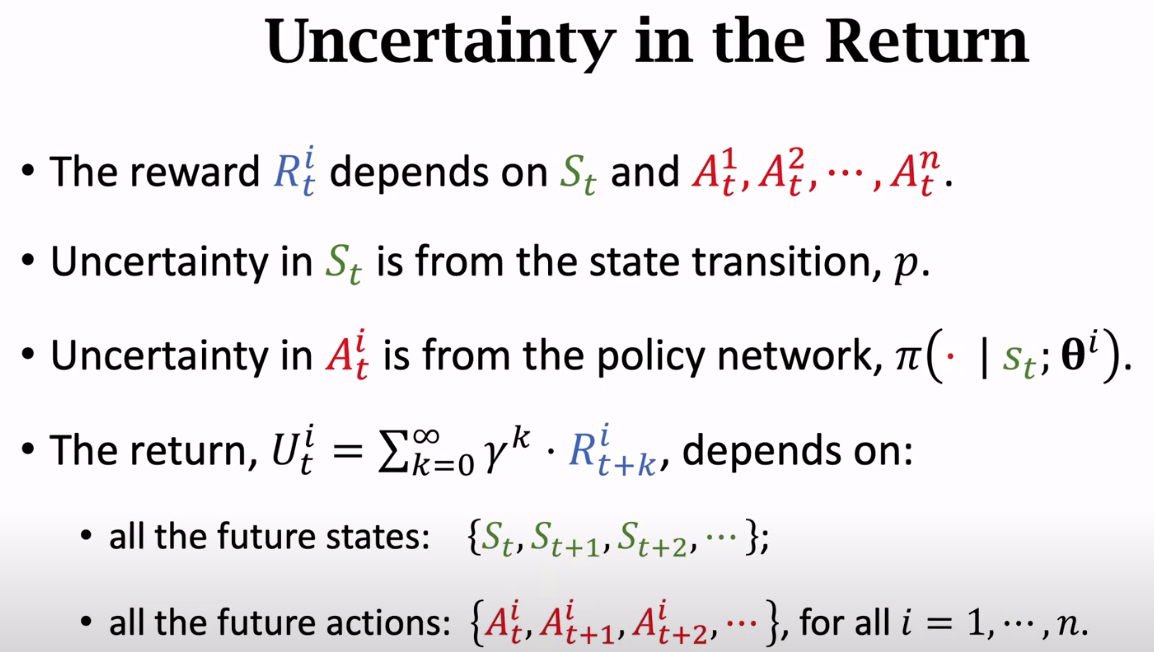 Uncertainty in the Return
• The reward $R_t^i$ depends on $S_t$ and $A_t^1, A_t^2, \cdots, A_t^n$.
• Uncertainty in $S_t$ is from the state transition, $p$.
• Uncertainty in $A_t^i$ is from the policy network, $\pi(\cdot \mid s_t; \boldsymbol{\theta}^i)$.
• The return, $U_t^i = \sum_{k=0}^{\infty} \gamma^k \cdot R_{t+k}^i$, depends on:
• all the future states: $\{S_t, S_{t+1}, S_{t+2}, \cdots\}$;
• all the future actions: $\{A_t^i, A_{t+1}^i, A_{t+2}^i, \cdots\}$, for all $i = 1, \cdots, n$.